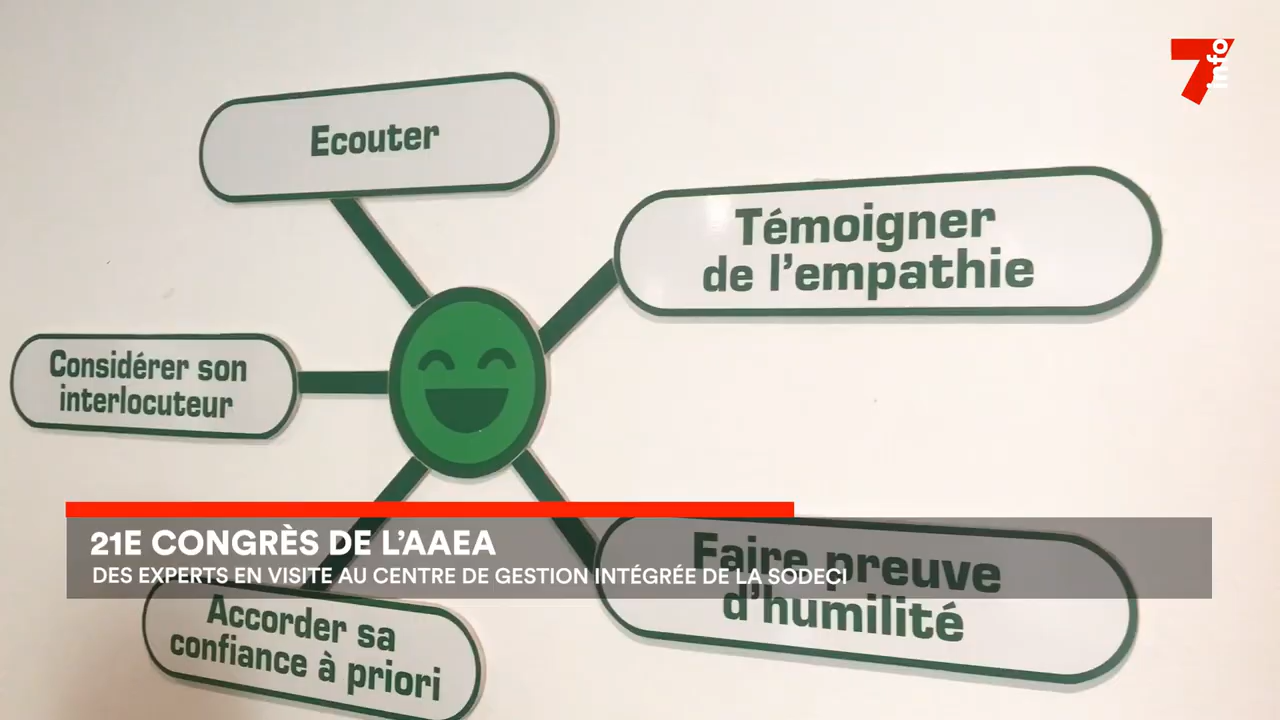 7
info
Ecouter
Témoigner
de l'empathie
Considérer son
interlocuteur
21E CONGRÈS DE L'AAEA
DES EXPERTS EN VISITE AU CENTRE DE GESTION INTÉGRÉE DE LA SODECI
Faire preuve
d'humilité
Accorder sa
confiance à priori